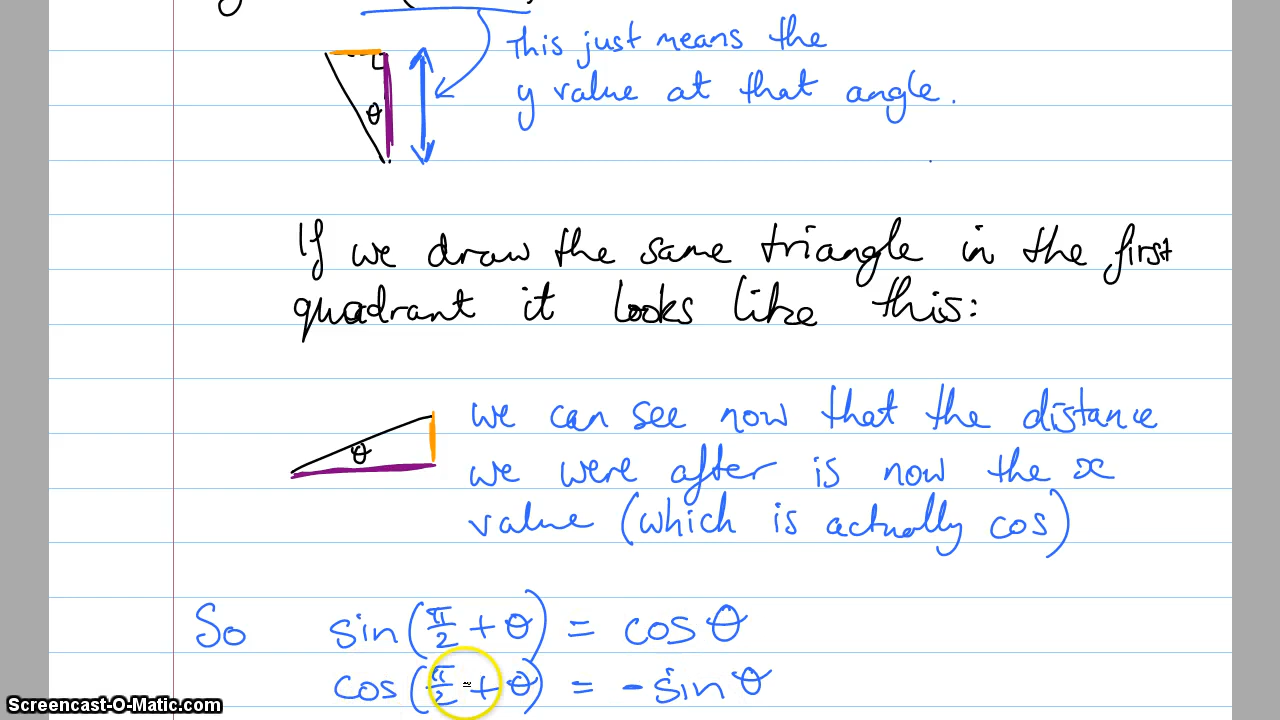 This just means the
y value at that angle.
θ
If we draw the same triangle in the first
quadrant it looks like this:
we can see now that the distance
we were after is now the x
value (which is actually cos)
θ
So sin(π/2 + θ) = cos θ
cos(π/2 + θ) = - sin θ
Screencast-O-Matic.com